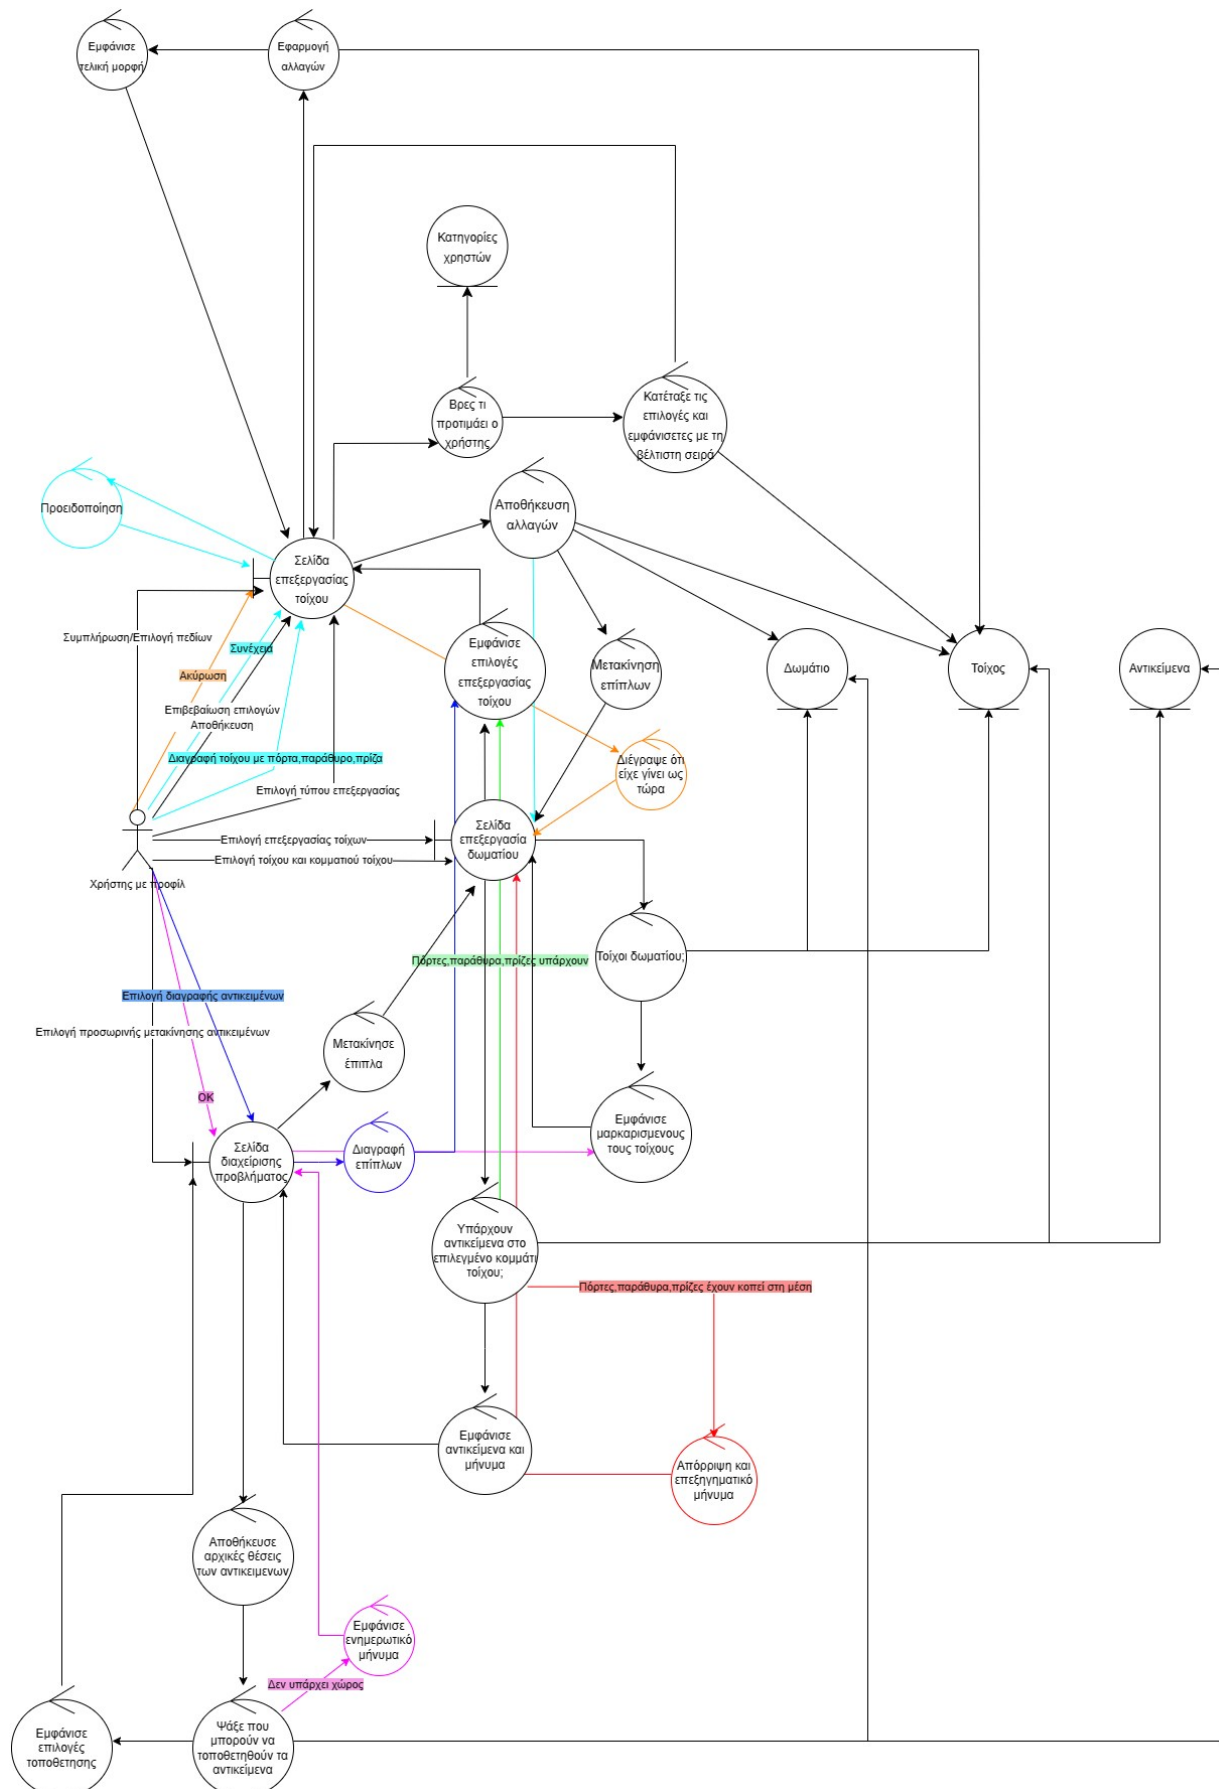 Εμφάνισε
τελική μορφή
Εφαρμογή
αλλαγών
Κατηγορίες
χρηστών
Βρες τι
προτιμάει ο
χρήστης
Κατέταξε τις
επιλογές και
εμφάνισετες με τη
βέλτιστη σειρά
Προειδοποίηση
Αποθήκευση
αλλαγών
Σελίδα
επεξεργασίας
τοίχου
Συμπλήρωση/Επιλογή πεδίων
Συνέχεια
Ακύρωση
Εμφάνισε
επιλογές
επεξεργασίας
τοίχου
Μετακίνηση
επίπλων
Δωμάτιο
Τοίχος
Αντικείμενα
Επιβεβαίωση επιλογών
Αποθήκευση
Διαγραφή τοίχου με πόρτα,παράθυρο,πρίζα
Διέγραψε ότι
είχε γίνει ως
τώρα
Επιλογή τύπου επεξεργασίας
Σελίδα
επεξεργασία
δωματίου
Επιλογή επεξεργασίας τοίχων
Επιλογή τοίχου και κομματιού τοίχου
Χρήστης με προφίλ
Τοίχοι δωματίου;
Πόρτες,παράθυρα,πρίζες υπάρχουν
Επιλογή διαγραφής αντικειμένων
Επιλογή προσωρινής μετακίνησης αντικειμένων
Μετακίνησε
έπιπλα
OK
Εμφάνισε
μαρκαρισμενους
τους τοίχους
Σελίδα
διαχείρισης
προβλήματος
Διαγραφή
επίπλων
Υπάρχουν
αντικείμενα στο
επιλεγμένο κομμάτι
τοίχου;
Πόρτες,παράθυρα,πρίζες έχουν κοπεί στη μέση
Εμφάνισε
αντικείμενα και
μήνυμα
Απόρριψη και
επεξηγηματικό
μήνυμα
Αποθήκευσε
αρχικές θέσεις
των αντικειμενων
Εμφάνισε
ενημερωτικό
μήνυμα
Δεν υπάρχει χώρος
Εμφάνισε
επιλογές
τοποθετησης
Ψάξε που
μπορούν να
τοποθετηθούν τα
αντικείμενα